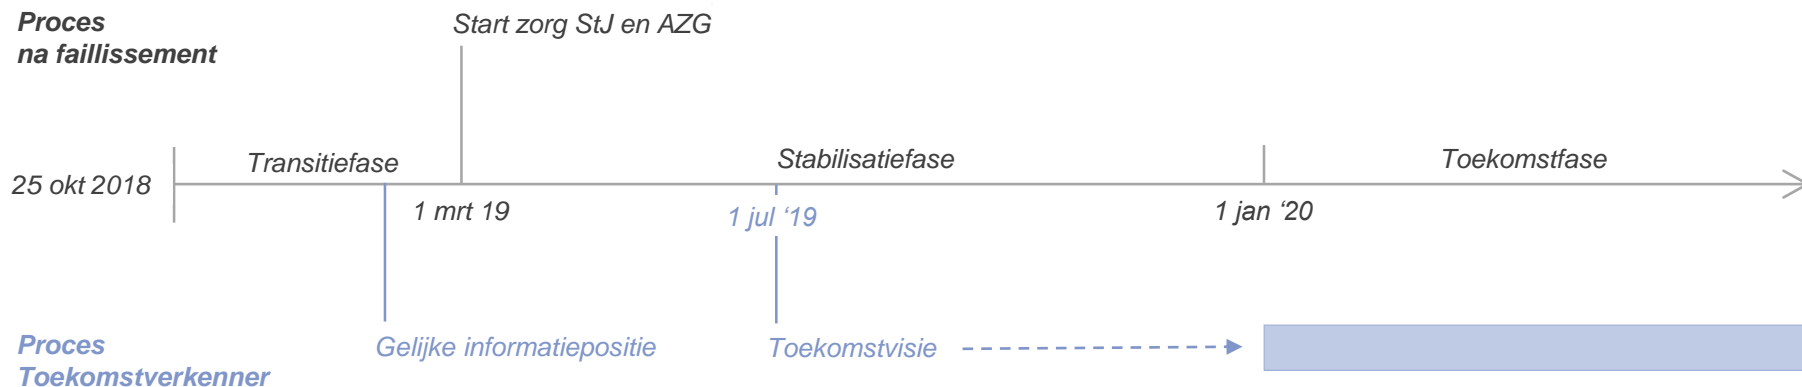 Proces
na faillissement
Start zorg StJ en AZG
Transitiefase
Stabilisatiefase
Toekomstfase
25 okt 2018
1 mrt 19
1 jul ‘19
1 jan ‘20
Proces
Toekomstverkenner
Gelijke informatiepositie
Toekomstvisie